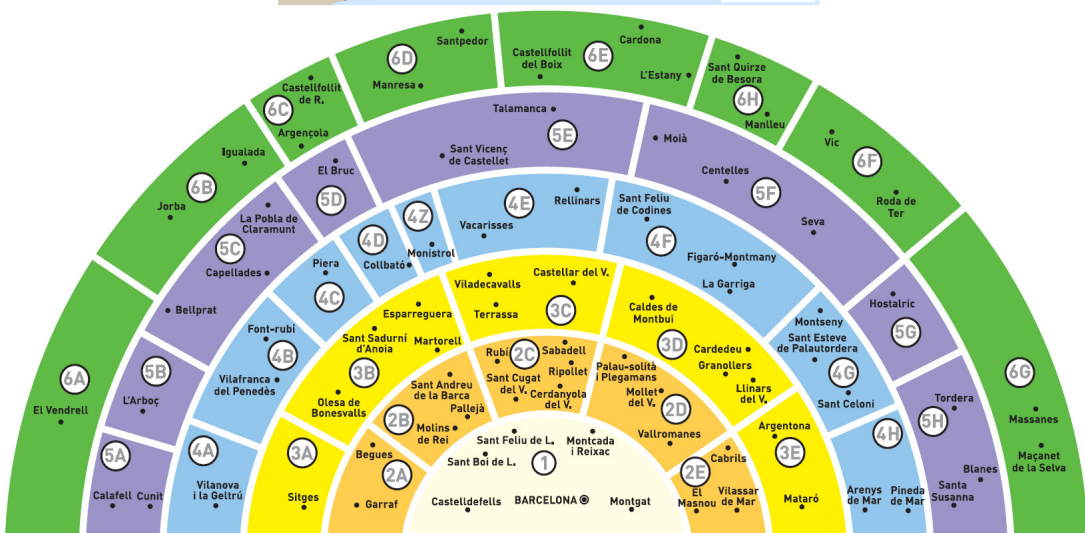 6D
Santpedor
Manresa
6E
Castellfollit
del Boix
Cardona
L'Estany
Sant Quirze
de Besora
6H
Manlleu
6C
Castellfollit
de R.
Argençola
6F
Vic
Roda de
Ter
6B
Igualada
Jorba
6A
El Vendrell
6G
Massanes
Maçanet
de la Selva
5E
Talamanca
Sant Vicenç
de Castellet
5F
Moià
Centelles
Seva
5D
El Bruc
5C
La Pobla de
Claramunt
Capellades
Bellprat
5G
Hostalric
5B
L'Arboç
5H
Tordera
Blanes
Santa
Susanna
5A
Calafell
Cunit
4Z
Monistrol
4E
Rellinars
Vacarisses
4F
Sant Feliu
de Codines
Figaró-Montmany
La Garriga
4D
Collbató
4C
Piera
4B
Font-rubí
Vilafranca
del Penedès
4G
Montseny
Sant Esteve
de Palautordera
Sant Celoni
4A
Vilanova
i la Geltrú
4H
Arenys
de Mar
Pineda
de Mar
3C
Viladecavalls
Castellar del V.
Terrassa
3D
Caldes de
Montbui
Cardedeu
Granollers
Llinars
del V.
3B
Esparreguera
Sant Sadurní
d'Anoia
Martorell
Olesa de
Bonesvalls
3A
Sitges
3E
Argentona
Mataró
2C
Rubí
Sabadell
Ripollet
Sant Cugat
del V.
Cerdanyola
del V.
2D
Palau-solità
i Plegamans
Mollet
del V.
Vallromanes
2B
Sant Andreu
de la Barca
Pallejà
Molins
de Rei
2A
Begues
Garraf
2E
Cabrils
El
Masnou
Vilassar
de Mar
1
Sant Feliu de L.
Montcada
i Reixac
Sant Boi de L.
Castelldefells
BARCELONA
Montgat